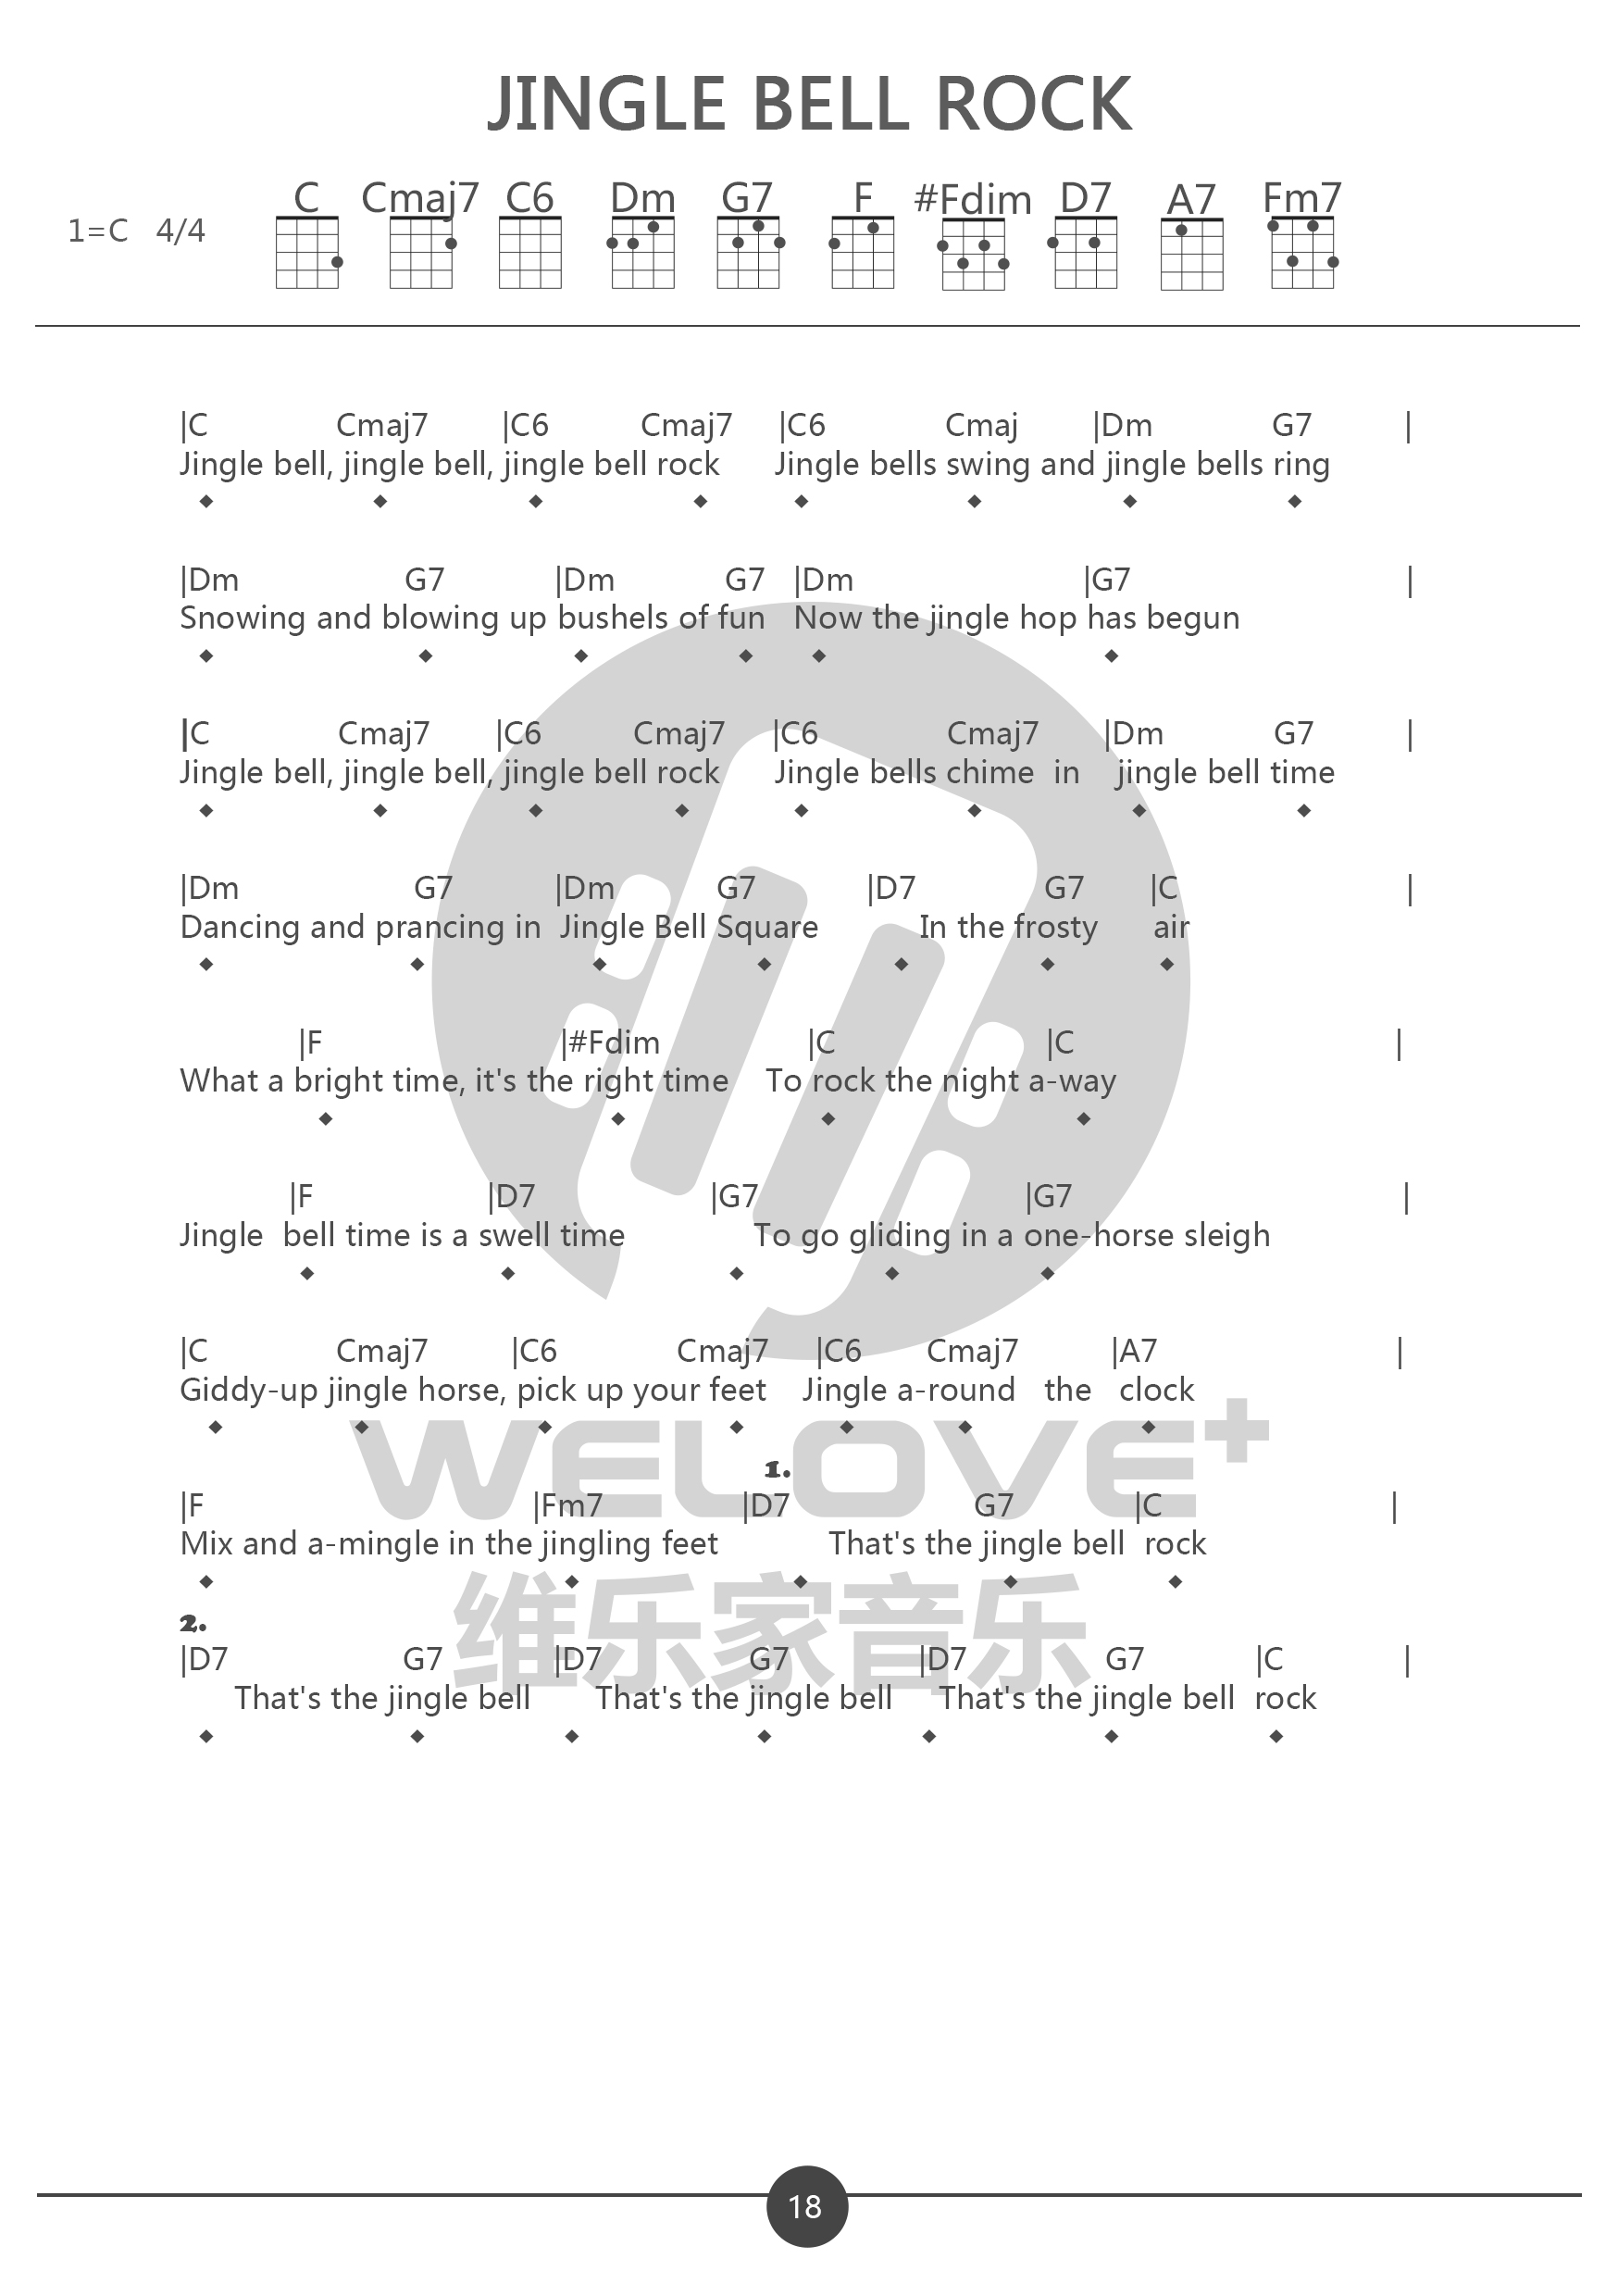 JINGLE BELL ROCK
C Cmaj7 C6 Dm G7 F #Fdim D7 A7 Fm7
1=C 4/4
|C Cmaj7 |C6 Cmaj7 |C6 Cmaj |Dm G7 |
Jingle bell, jingle bell, jingle bell rock Jingle bells swing and jingle bells ring
|Dm G7 |Dm G7 |Dm |G7 |
Snowing and blowing up bushels of fun Now the jingle hop has begun
|C Cmaj7 |C6 Cmaj7 |C6 Cmaj7 |Dm G7 |
Jingle bell, jingle bell, jingle bell rock Jingle bells chime in jingle bell time
|Dm G7 |Dm G7 |D7 G7 |C |
Dancing and prancing in Jingle Bell Square In the frosty air
|F |#Fdim |C |C |
What a bright time, it's the right time To rock the night a-way
|F |D7 |G7 |G7 |
Jingle bell time is a swell time To go gliding in a one-horse sleigh
|C Cmaj7 |C6 Cmaj7 |C6 Cmaj7 |A7 |
Giddy-up jingle horse, pick up your feet Jingle a-round the clock
WELOVE+
1.
|F |Fm7 |D7 G7 |C |
Mix and a-mingle in the jingling feet That's the jingle bell rock
维乐家音乐
2.
|D7 G7 |D7 G7 |D7 G7 |C |
That's the jingle bell That's the jingle bell That's the jingle bell rock
18